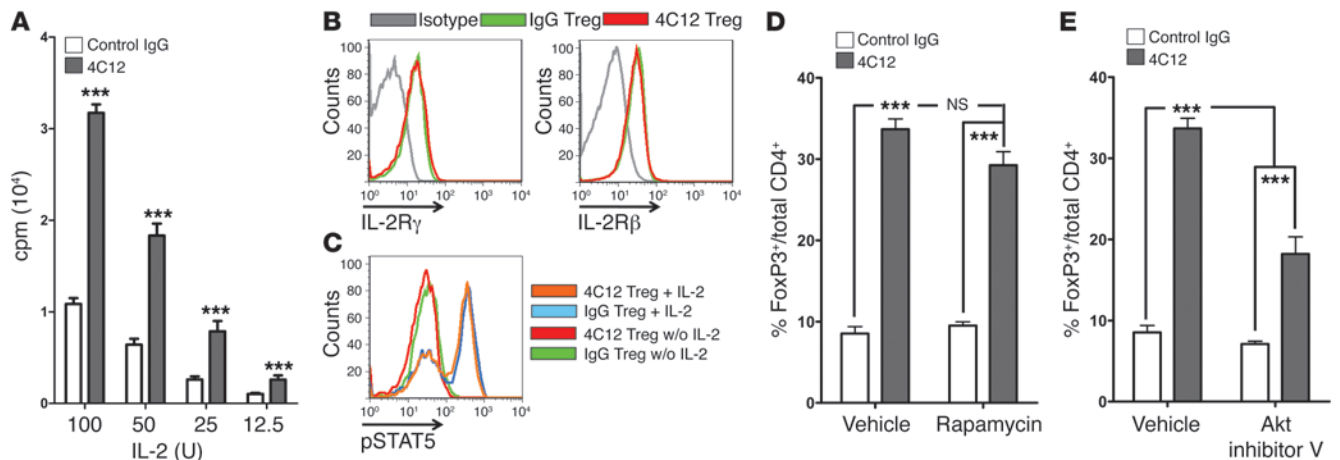 A
Control IgG
4C12
cpm (10⁴)
4
3
2
1
0
***
***
***
***
100 50 25 12.5
IL-2 (U)
B
Isotype IgG Treg 4C12 Treg
Counts
100
80
60
40
20
10⁰ 10¹ 10² 10³ 10⁴
IL-2Rγ
Counts
100
80
60
40
20
10⁰ 10¹ 10² 10³ 10⁴
IL-2Rβ
C
Counts
100
80
60
40
20
10⁰ 10¹ 10² 10³ 10⁴
pSTAT5
4C12 Treg + IL-2
IgG Treg + IL-2
4C12 Treg w/o IL-2
IgG Treg w/o IL-2
D
Control IgG
4C12
% FoxP3⁺/total CD4⁺
40
30
20
10
0
*** NS
***
Vehicle Rapamycin
E
Control IgG
4C12
% FoxP3⁺/total CD4⁺
40
30
20
10
0
***
***
Vehicle Akt
inhibitor V